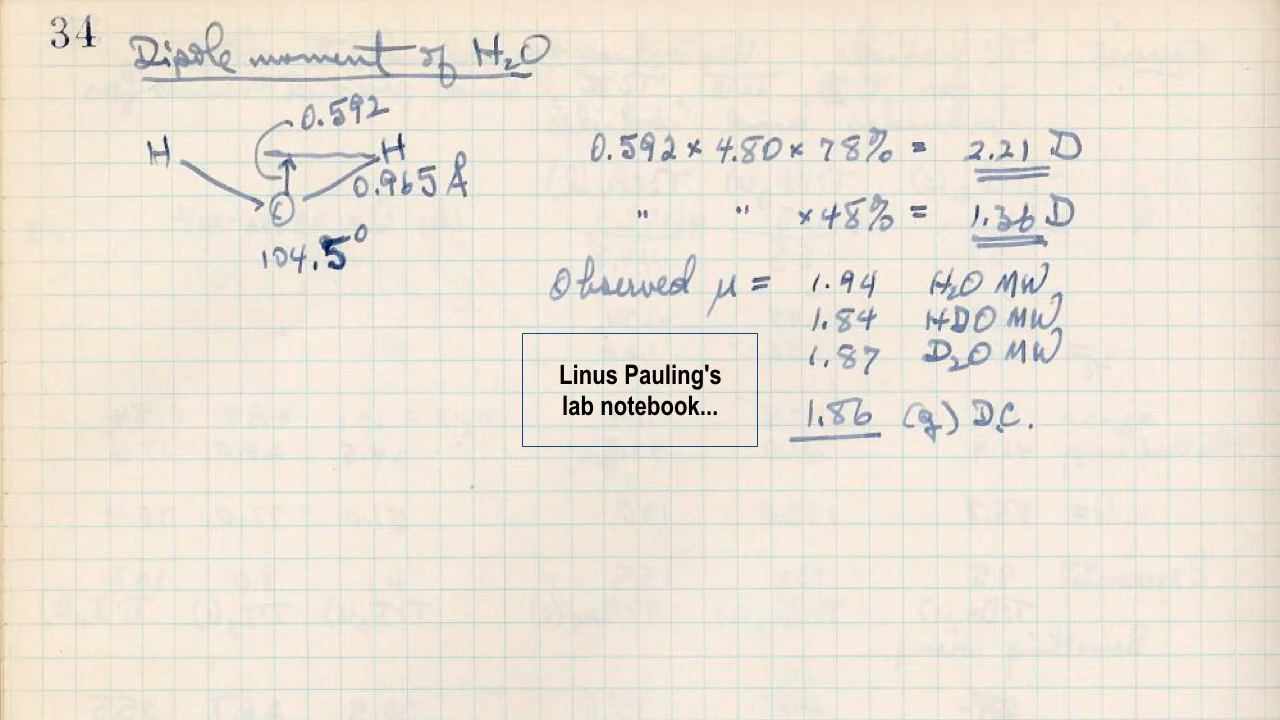 34
Dipole moment of H₂O
0.592
H H
0.965 Å
104.5°
0.592 × 4.80 × 78% = 2.21 D
" " × 48% = 1.36 D
Observed μ = 1.94 H₂O MW
1.84 HDO MW
1.87 D₂O MW
1.86 (g) D.C.
Linus Pauling's
lab notebook...